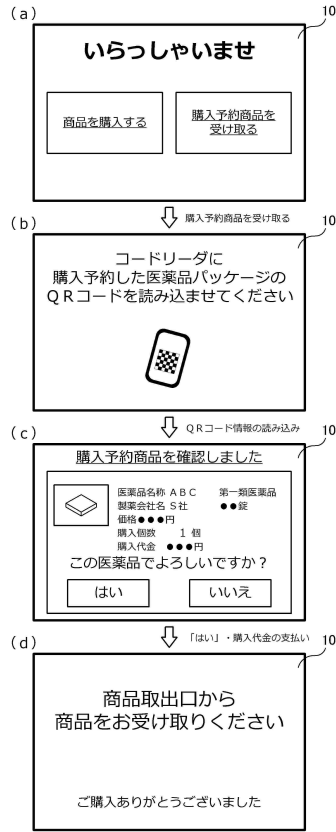 (a)
10
いらっしゃいませ
商品を購入する
購入予約商品を
受け取る
購入予約商品を受け取る
(b)
10
コードリーダに
購入予約した医薬品パッケージの
ＱＲコードを読み込ませてください
ＱＲコード情報の読み込み
(c)
10
購入予約商品を確認しました
医薬品名称 ＡＢＣ 第一類医薬品
製薬会社名 Ｓ社 ●●錠
価格●●●円
購入個数 １ 個
購入代金 ●●●円
この医薬品でよろしいですか？
はい いいえ
「はい」・購入代金の支払い
(d)
10
商品取出口から
商品をお受け取りください
ご購入ありがとうございました